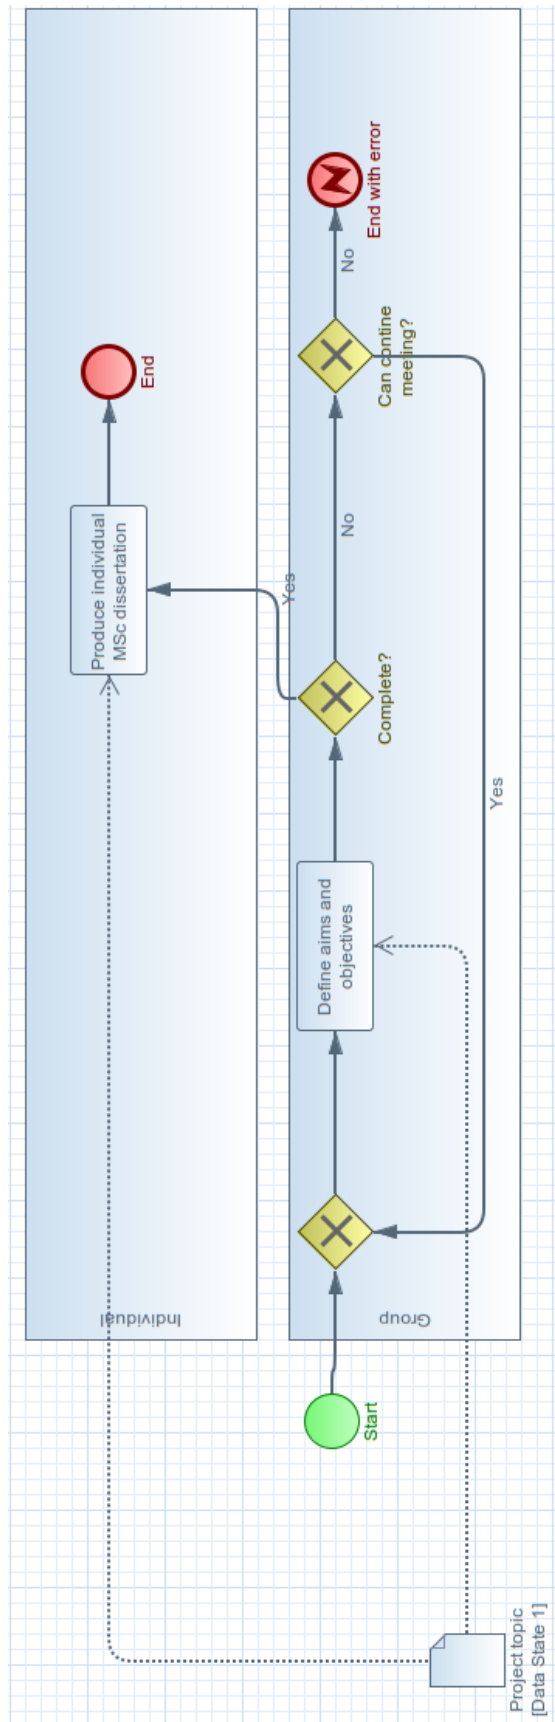 Individual
Produce individual
MSc dissertation
End
Group
Start
Define aims and
objectives
Complete?
Yes
No
Can contine
meeting?
Yes
No
End with error
Project topic
[Data State 1]